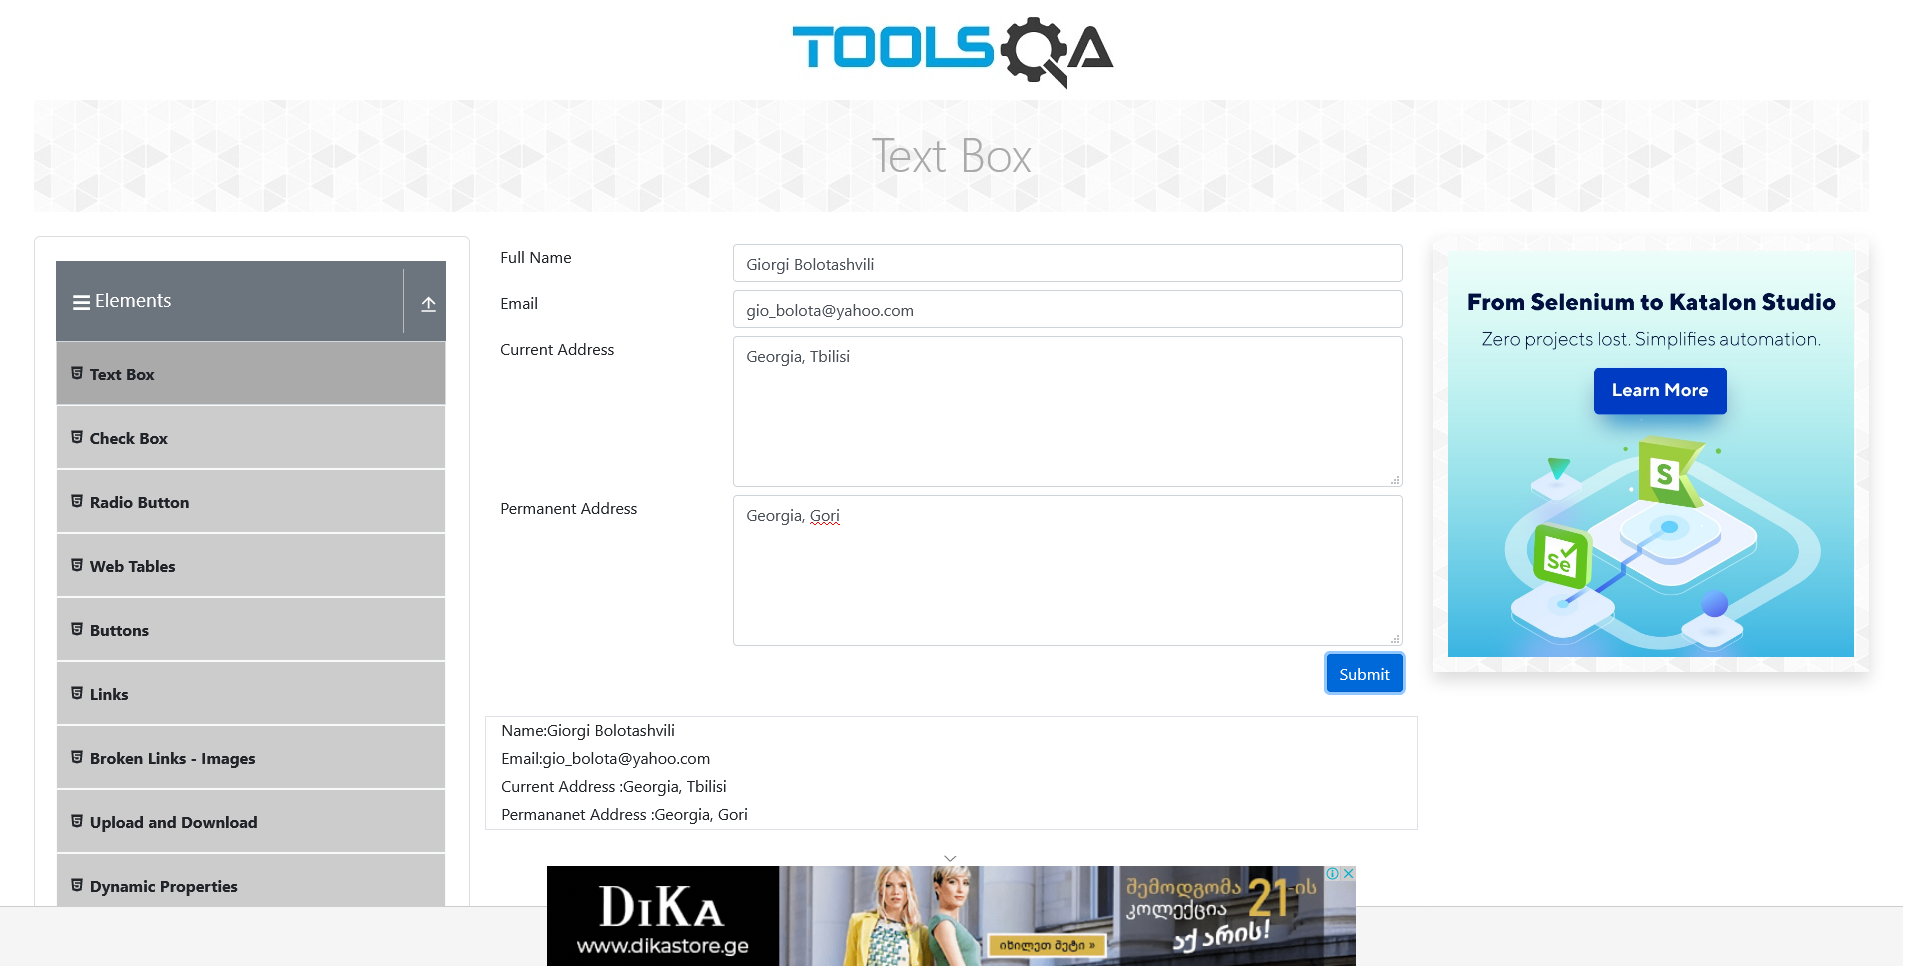 TOOLSQA
Text Box
Elements
Text Box
Check Box
Radio Button
Web Tables
Buttons
Links
Broken Links - Images
Upload and Download
Dynamic Properties
Full Name
Giorgi Bolotashvili
Email
gio_bolota@yahoo.com
Current Address
Georgia, Tbilisi
Permanent Address
Georgia, Gori
Submit
Name:Giorgi Bolotashvili
Email:gio_bolota@yahoo.com
Current Address :Georgia, Tbilisi
Permananet Address :Georgia, Gori
From Selenium to Katalon Studio
Zero projects lost. Simplifies automation.
Learn More
S
Se
DiKa
www.dikastore.ge
შემოდგომა 21-ის
კოლექცია
აქ არის!
იხილეთ მეტი »